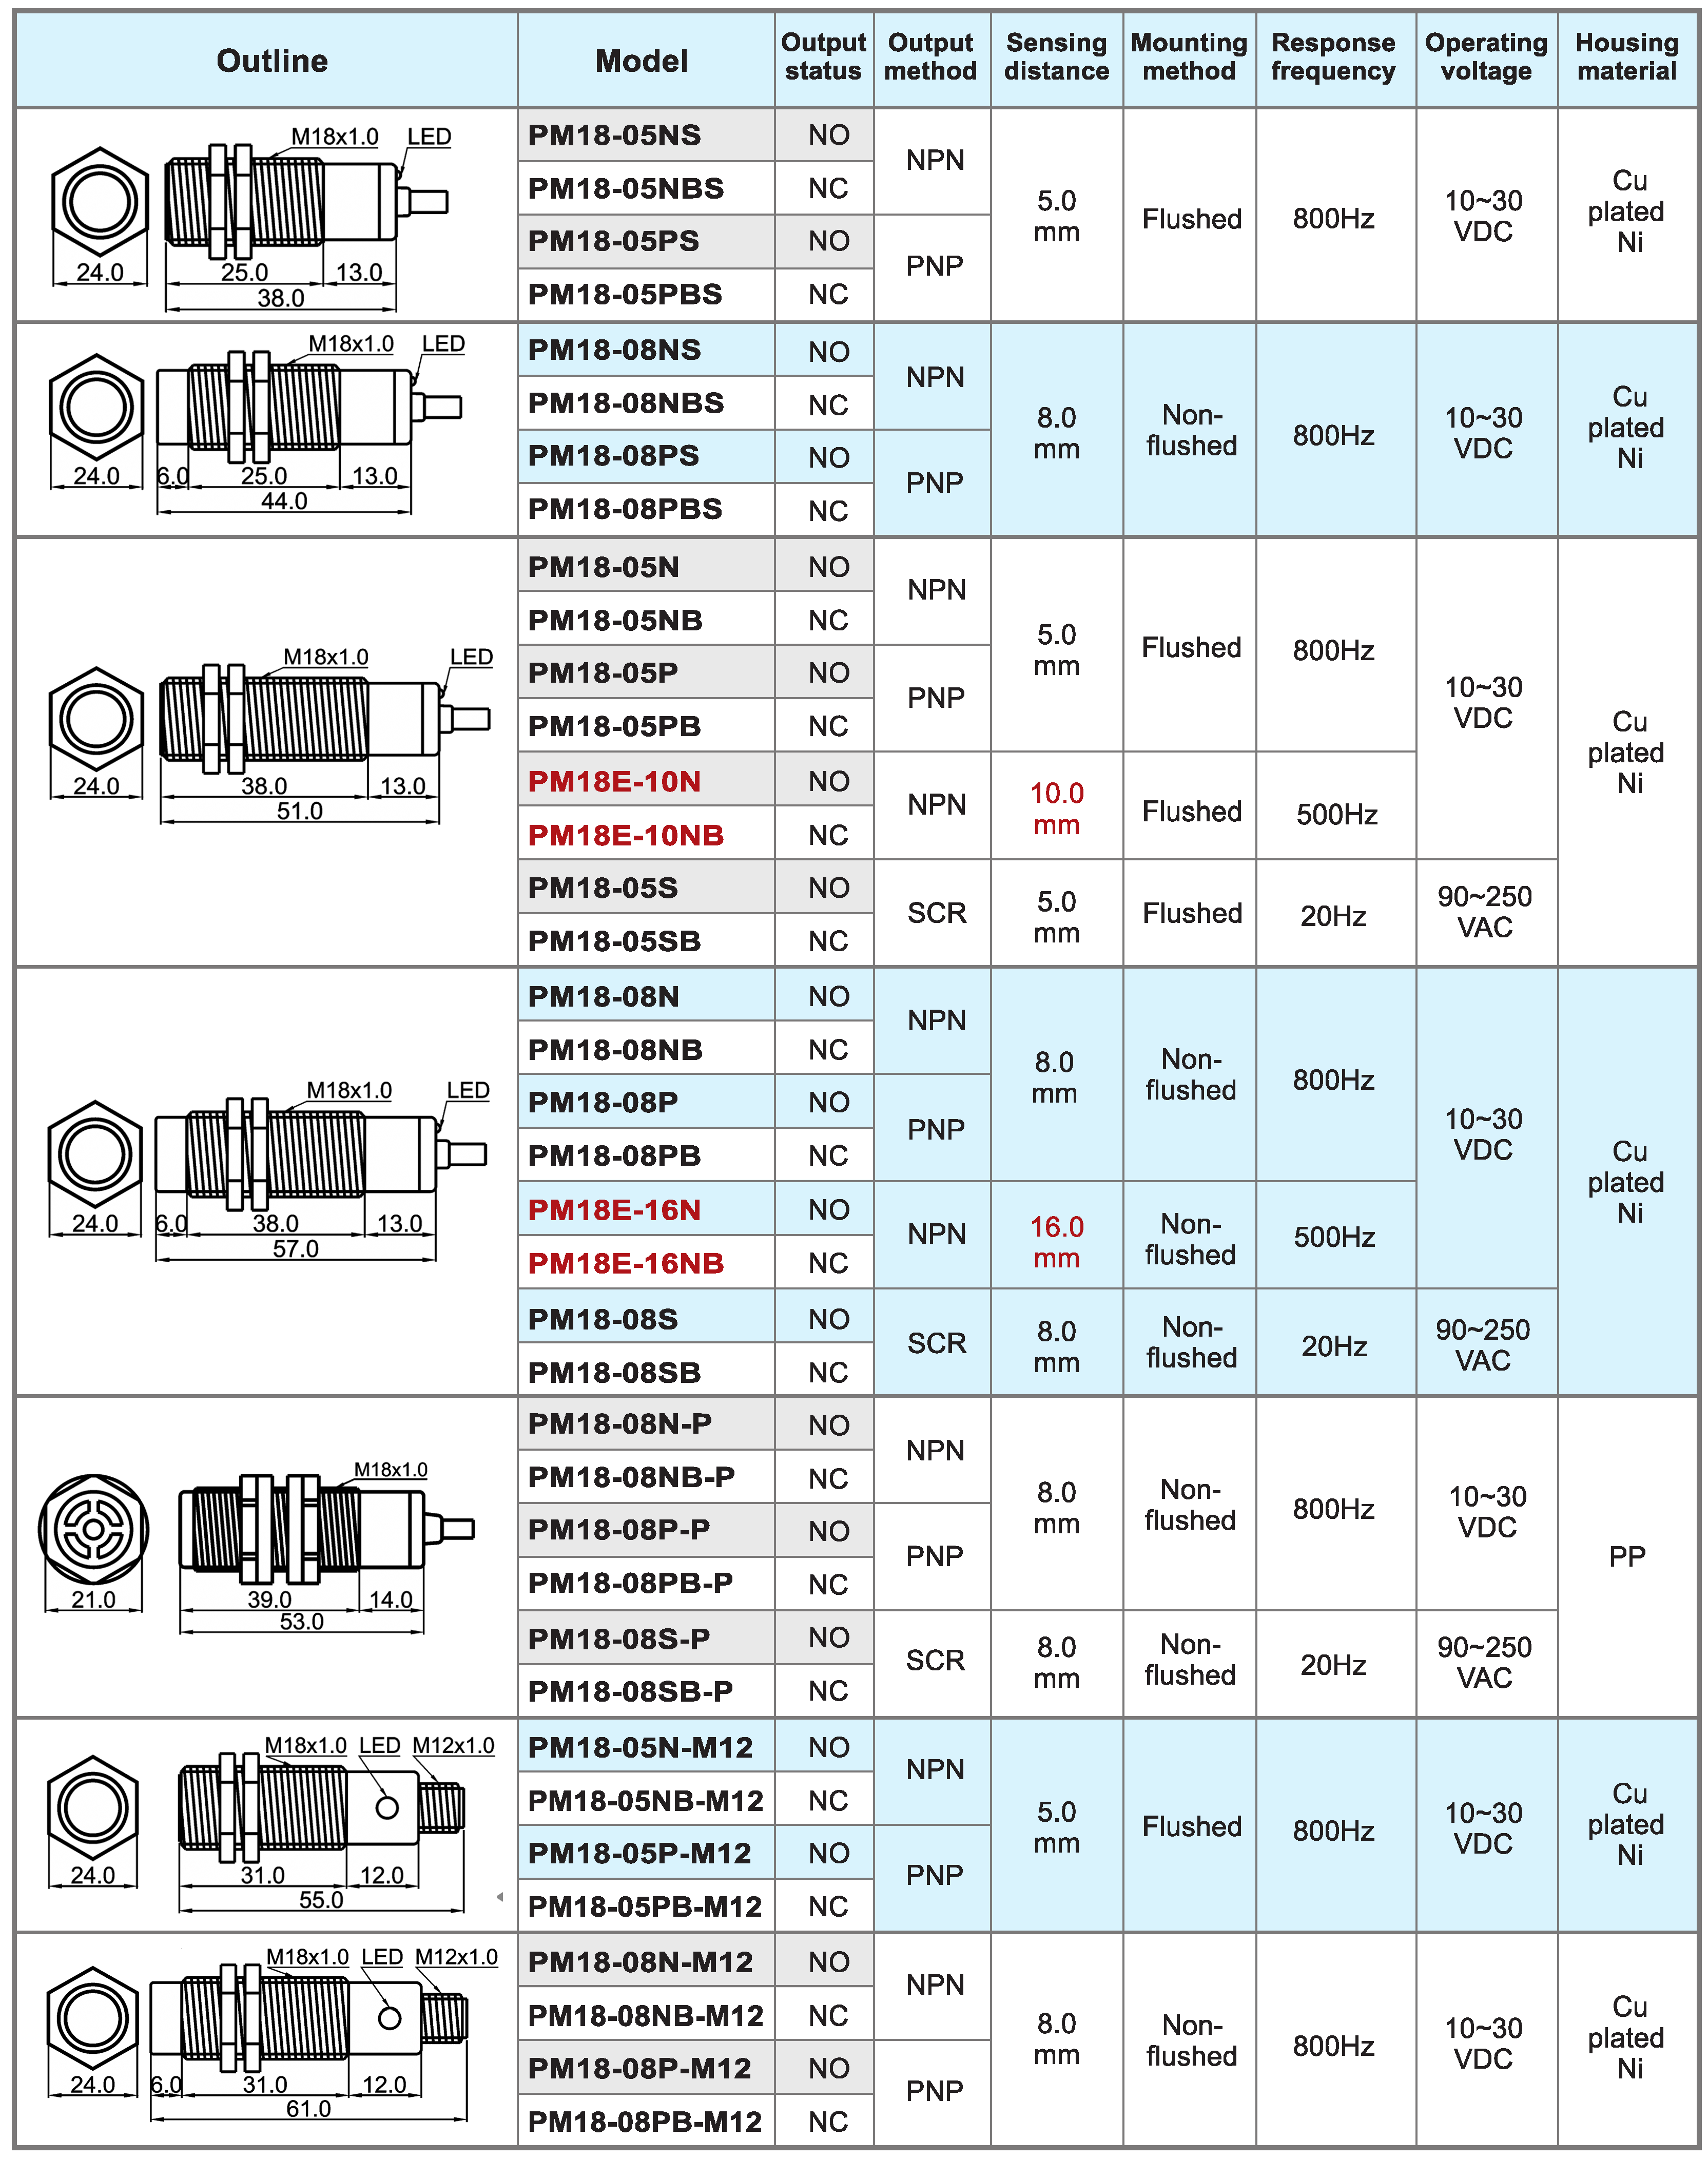 Outline
Model
Output
status
Output
method
Sensing
distance
Mounting
method
Response
frequency
Operating
voltage
Housing
material
M18x1.0
LED
24.0
25.0
13.0
38.0
PM18-05NS
NO
PM18-05NBS
NC
PM18-05PS
NO
PM18-05PBS
NC
NPN
PNP
5.0
mm
Flushed
800Hz
10~30
VDC
Cu
plated
Ni
M18x1.0
LED
24.0
6.0
25.0
13.0
44.0
PM18-08NS
NO
PM18-08NBS
NC
PM18-08PS
NO
PM18-08PBS
NC
NPN
PNP
8.0
mm
Non-
flushed
800Hz
10~30
VDC
Cu
plated
Ni
M18x1.0
LED
24.0
38.0
13.0
51.0
PM18-05N
NO
PM18-05NB
NC
PM18-05P
NO
PM18-05PB
NC
NPN
PNP
5.0
mm
Flushed
800Hz
10~30
VDC
Cu
plated
Ni
PM18E-10N
NO
PM18E-10NB
NC
NPN
10.0
mm
Flushed
500Hz
PM18-05S
NO
PM18-05SB
NC
SCR
5.0
mm
Flushed
20Hz
90~250
VAC
M18x1.0
LED
24.0
6.0
38.0
13.0
57.0
PM18-08N
NO
PM18-08NB
NC
PM18-08P
NO
PM18-08PB
NC
NPN
PNP
8.0
mm
Non-
flushed
800Hz
10~30
VDC
Cu
plated
Ni
PM18E-16N
NO
PM18E-16NB
NC
NPN
16.0
mm
Non-
flushed
500Hz
PM18-08S
NO
PM18-08SB
NC
SCR
8.0
mm
Non-
flushed
20Hz
90~250
VAC
M18x1.0
21.0
39.0
14.0
53.0
PM18-08N-P
NO
PM18-08NB-P
NC
PM18-08P-P
NO
PM18-08PB-P
NC
NPN
PNP
8.0
mm
Non-
flushed
800Hz
10~30
VDC
PP
PM18-08S-P
NO
PM18-08SB-P
NC
SCR
8.0
mm
Non-
flushed
20Hz
90~250
VAC
M18x1.0
LED
M12x1.0
24.0
31.0
12.0
55.0
PM18-05N-M12
NO
PM18-05NB-M12
NC
PM18-05P-M12
NO
PM18-05PB-M12
NC
NPN
PNP
5.0
mm
Flushed
800Hz
10~30
VDC
Cu
plated
Ni
M18x1.0
LED
M12x1.0
24.0
6.0
31.0
12.0
61.0
PM18-08N-M12
NO
PM18-08NB-M12
NC
PM18-08P-M12
NO
PM18-08PB-M12
NC
NPN
PNP
8.0
mm
Non-
flushed
800Hz
10~30
VDC
Cu
plated
Ni